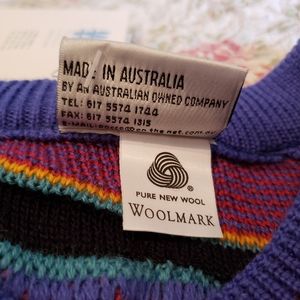 MADE IN AUSTRALIA
BY AN AUSTRALIAN OWNED COMPANY
TEL: 617 5574 1744
FAX: 617 5574 1315
PURE NEW WOOL
WOOLMARK